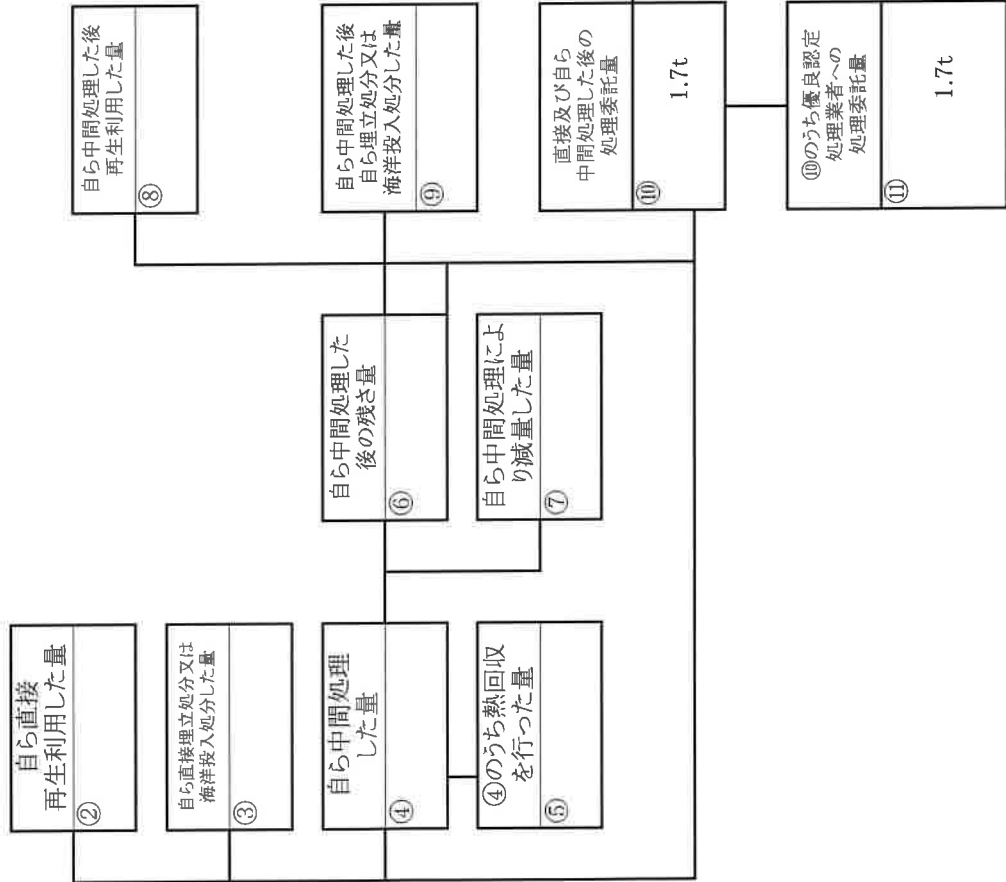 自ら直接
再生利用した量
②
自ら直接埋立処分又は
海洋投入処分した量
③
自ら中間処理
した量
④
④のうち熱回収
を行った量
⑤
自ら中間処理した
後の残さ量
⑥
自ら中間処理によ
り減量した量
⑦
自ら中間処理した後
再生利用した量
⑧
自ら中間処理した後
自ら埋立処分又は
海洋投入処分した量
⑨
直接及び自ら
中間処理した後の
処理委託量
⑩
1.7t
⑩のうち優良認定
処理業者への
処理委託量
⑪
1.7t